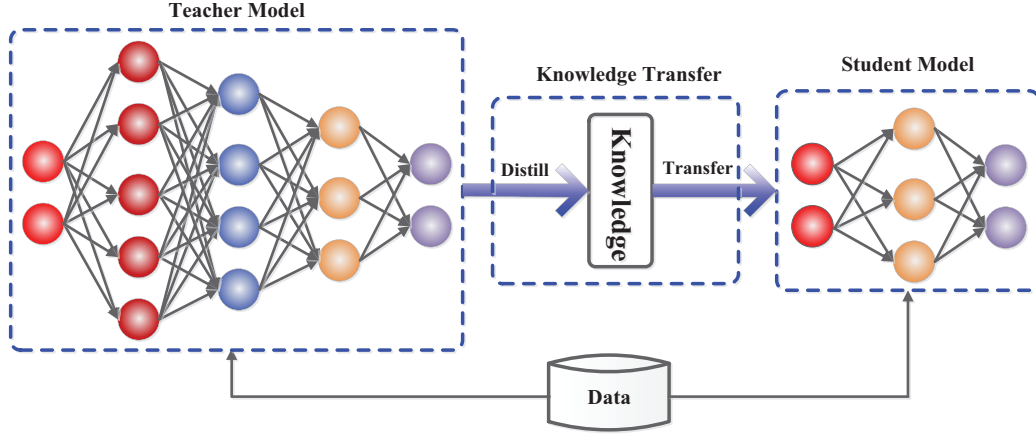 Teacher Model
Knowledge Transfer
Student Model
Distill
Knowledge
Transfer
Data